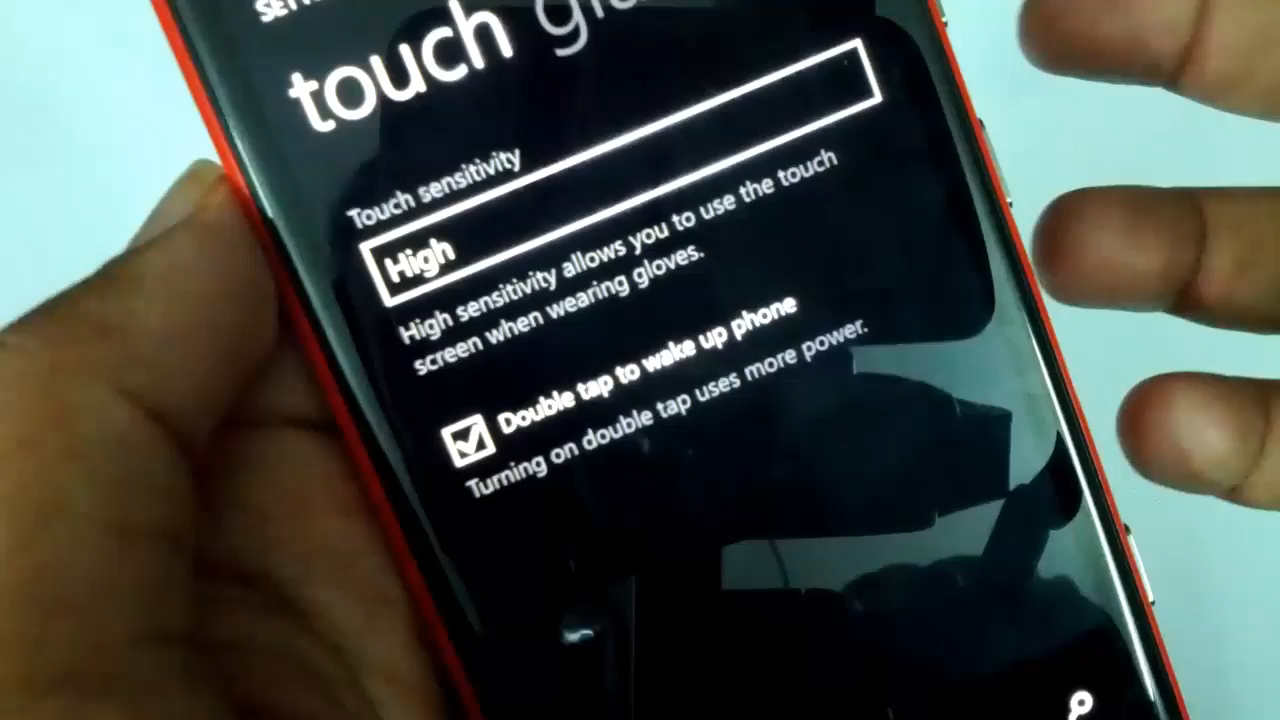 touch
Touch sensitivity
High
High sensitivity allows you to use the touch
screen when wearing gloves.
Double tap to wake up phone
Turning on double tap uses more power.